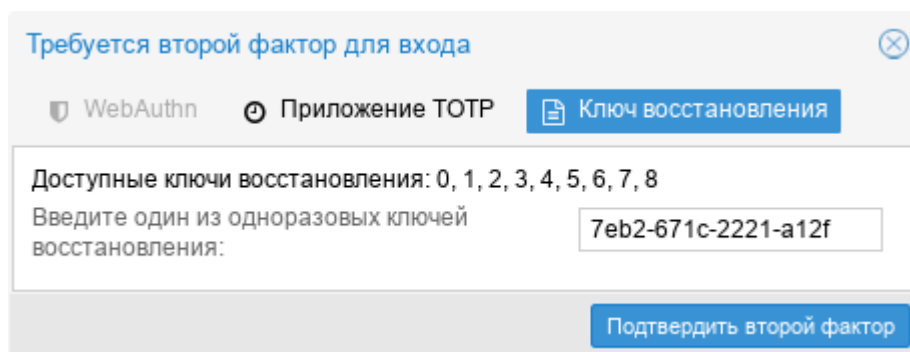 Требуется второй фактор для входа
WebAuthn Приложение TOTP Ключ восстановления
Доступные ключи восстановления: 0, 1, 2, 3, 4, 5, 6, 7, 8
Введите один из одноразовых ключей
восстановления:
7eb2-671c-2221-a12f
Подтвердить второй фактор